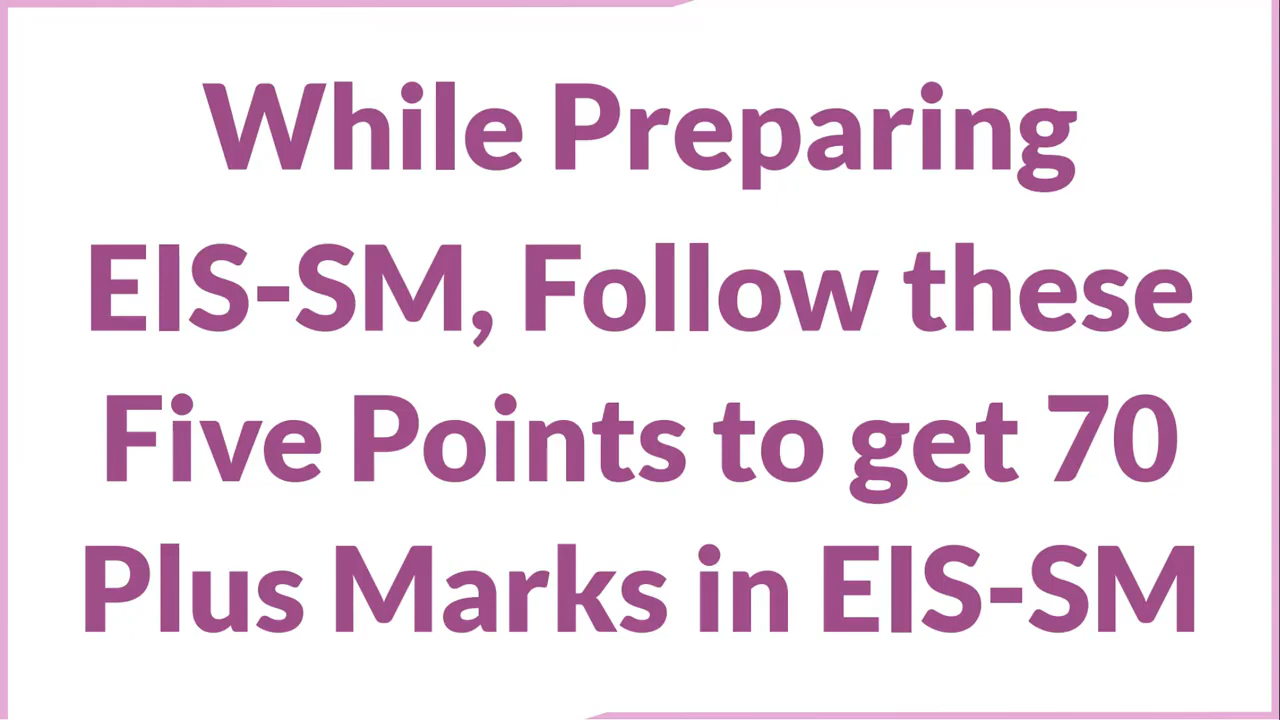 While Preparing
EIS-SM, Follow these
Five Points to get 70
Plus Marks in EIS-SM